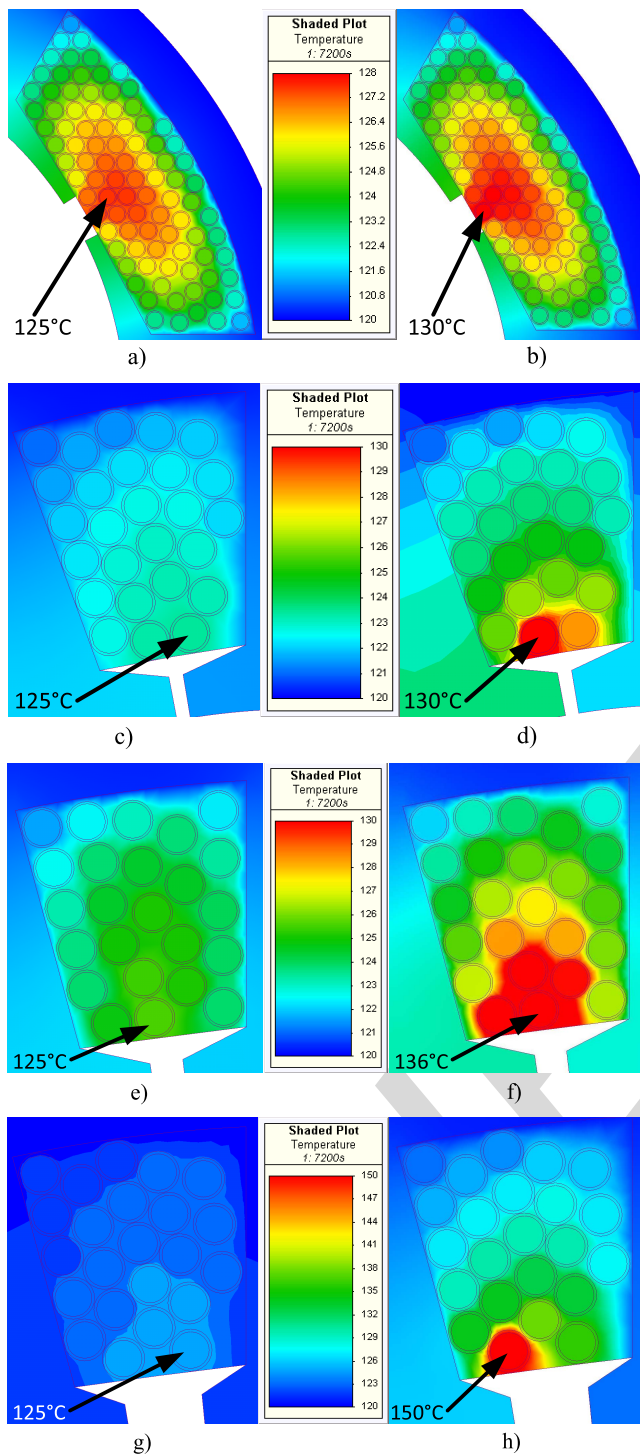 Shaded Plot
Temperature
1: 7200s
128
127.2
126.4
125.6
124.8
124
123.2
122.4
121.6
120.8
120
125°C
130°C
a)
b)
Shaded Plot
Temperature
1: 7200s
130
129
128
127
126
125
124
123
122
121
120
125°C
130°C
c)
d)
Shaded Plot
Temperature
1: 7200s
130
129
128
127
126
125
124
123
122
121
120
125°C
136°C
e)
f)
Shaded Plot
Temperature
1: 7200s
150
147
144
141
138
135
132
129
126
123
120
125°C
150°C
g)
h)